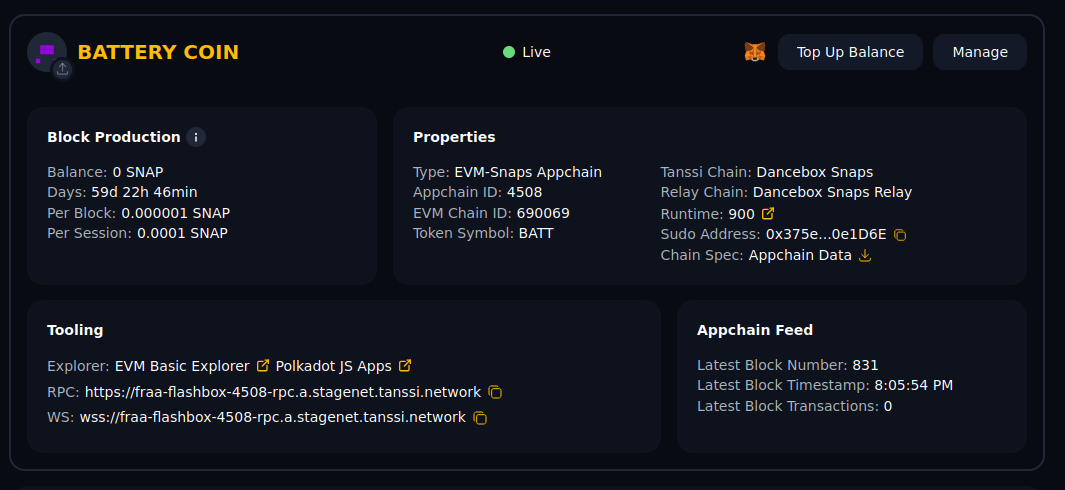 BATTERY COIN
Live
Top Up Balance
Manage
Block Production
Balance: 0 SNAP
Days: 59d 22h 46min
Per Block: 0.000001 SNAP
Per Session: 0.0001 SNAP
Properties
Type: EVM-Snaps Appchain
Appchain ID: 4508
EVM Chain ID: 690069
Token Symbol: BATT
Tanssi Chain: Dancebox Snaps
Relay Chain: Dancebox Snaps Relay
Runtime: 900
Sudo Address: 0x375e...0e1D6E
Chain Spec: Appchain Data
Tooling
Explorer: EVM Basic Explorer Polkadot JS Apps
RPC: https://fraa-flashbox-4508-rpc.a.stagenet.tanssi.network
WS: wss://fraa-flashbox-4508-rpc.a.stagenet.tanssi.network
Appchain Feed
Latest Block Number: 831
Latest Block Timestamp: 8:05:54 PM
Latest Block Transactions: 0